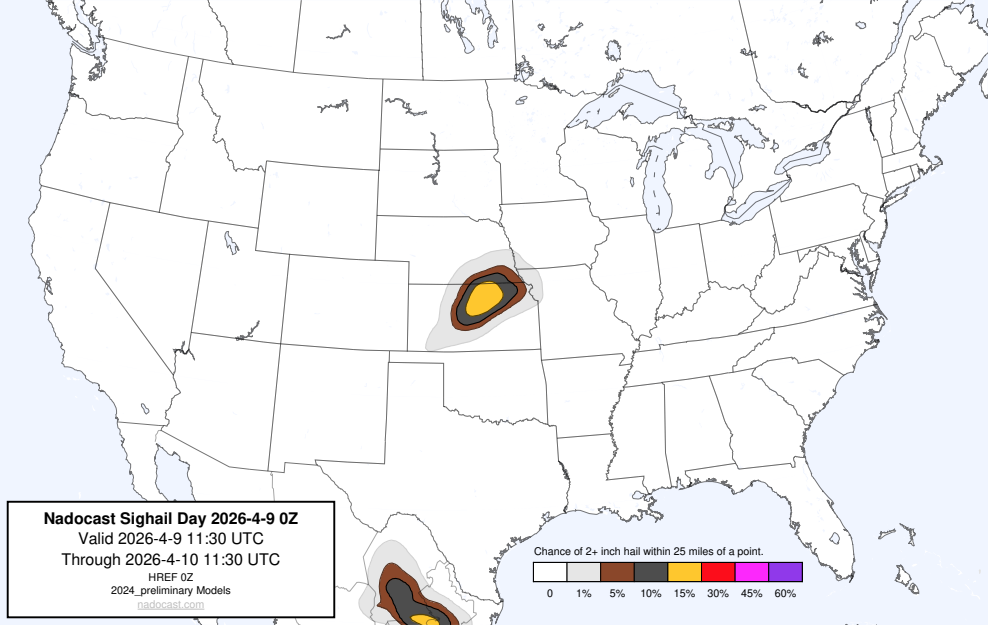 Nadocast Sighail Day 2026-4-9 0Z
Valid 2026-4-9 11:30 UTC
Through 2026-4-10 11:30 UTC
HREF 0Z
2024_preliminary Models
nadocast.com
Chance of 2+ inch hail within 25 miles of a point.
0 1% 5% 10% 15% 30% 45% 60%